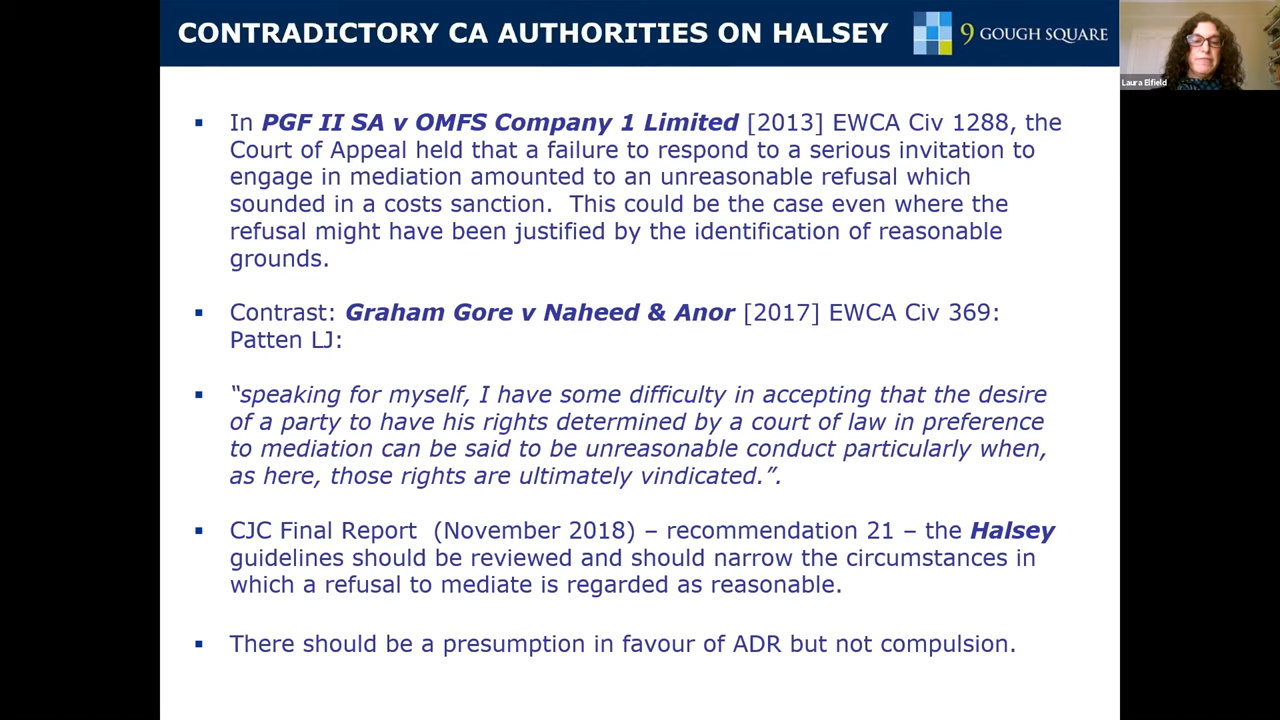 CONTRADICTORY CA AUTHORITIES ON HALSEY
9 GOUGH SQUARE
Laura Elfield
▪ In PGF II SA v OMFS Company 1 Limited [2013] EWCA Civ 1288, the
Court of Appeal held that a failure to respond to a serious invitation to
engage in mediation amounted to an unreasonable refusal which
sounded in a costs sanction.  This could be the case even where the
refusal might have been justified by the identification of reasonable
grounds.
▪ Contrast: Graham Gore v Naheed & Anor [2017] EWCA Civ 369:
Patten LJ:
▪ “speaking for myself, I have some difficulty in accepting that the desire
of a party to have his rights determined by a court of law in preference
to mediation can be said to be unreasonable conduct particularly when,
as here, those rights are ultimately vindicated.”.
▪ CJC Final Report  (November 2018) – recommendation 21 – the Halsey
guidelines should be reviewed and should narrow the circumstances in
which a refusal to mediate is regarded as reasonable.
▪ There should be a presumption in favour of ADR but not compulsion.